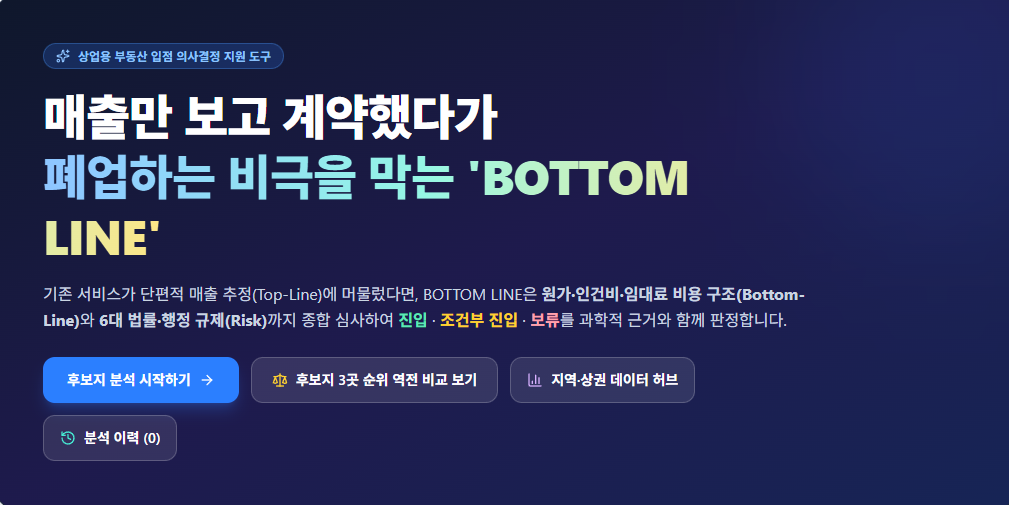 상업용 부동산 입점 의사결정 지원 도구
매출만 보고 계약했다가
폐업하는 비극을 막는 'BOTTOM
LINE'
기존 서비스가 단편적 매출 추정(Top-Line)에 머물렀다면, BOTTOM LINE은 원가·인건비·임대료 비용 구조(Bottom-
Line)와 6대 법률·행정 규제(Risk)까지 종합 심사하여 진입 · 조건부 진입 · 보류를 과학적 근거와 함께 판정합니다.
후보지 분석 시작하기 →
후보지 3곳 순위 역전 비교 보기
지역·상권 데이터 허브
분석 이력 (0)